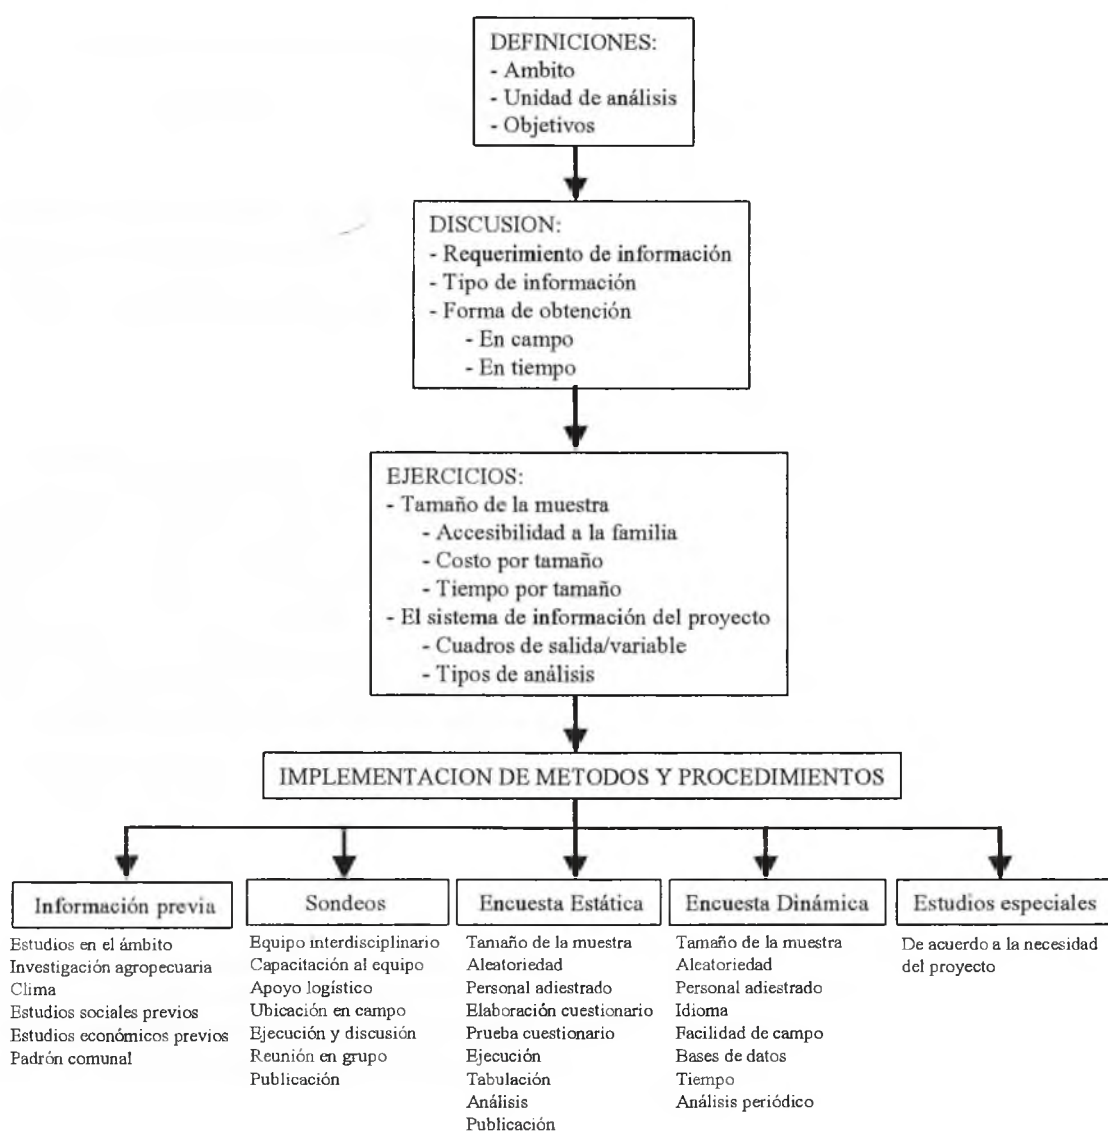 DEFINICIONES:
- Ambito
- Unidad de análisis
- Objetivos
DISCUSION:
- Requerimiento de información
- Tipo de información
- Forma de obtención
- En campo
- En tiempo
EJERCICIOS:
- Tamaño de la muestra
- Accesibilidad a la familia
- Costo por tamaño
- Tiempo por tamaño
- El sistema de información del proyecto
- Cuadros de salida/variable
- Tipos de análisis
IMPLEMENTACION DE METODOS Y PROCEDIMIENTOS
Información previa
Estudios en el ámbito
Investigación agropecuaria
Clima
Estudios sociales previos
Estudios económicos previos
Padrón comunal
Sondeos
Equipo interdisciplinario
Capacitación al equipo
Apoyo logístico
Ubicación en campo
Ejecución y discusión
Reunión en grupo
Publicación
Encuesta Estática
Tamaño de la muestra
Aleatoriedad
Personal adiestrado
Elaboración cuestionario
Prueba cuestionario
Ejecución
Tabulación
Análisis
Publicación
Encuesta Dinámica
Tamaño de la muestra
Aleatoriedad
Personal adiestrado
Idioma
Facilidad de campo
Bases de datos
Tiempo
Análisis periódico
Estudios especiales
De acuerdo a la necesidad
del proyecto